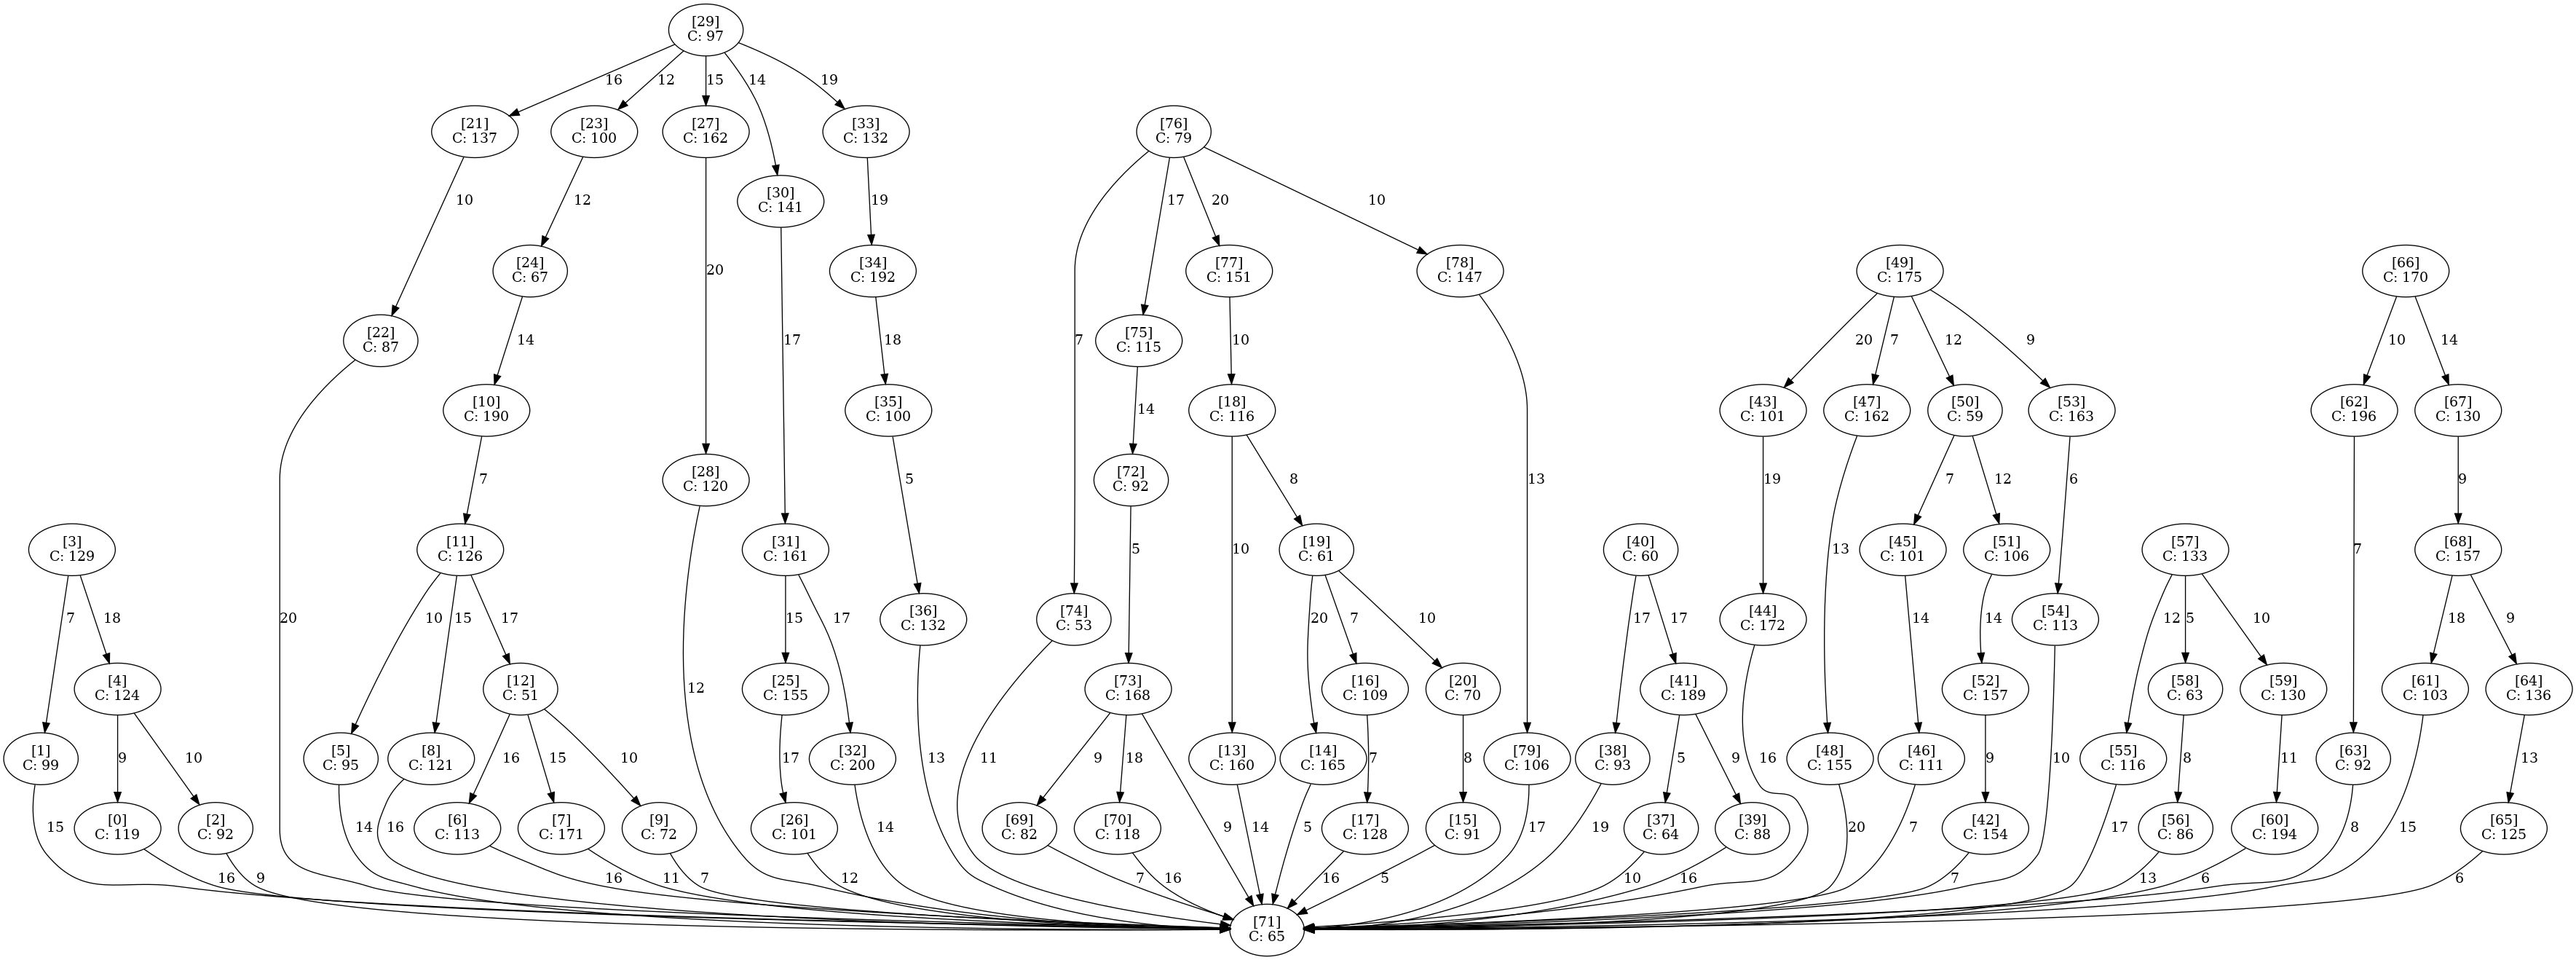 [29]
C: 97
16
12
15
14
19
[21]
C: 137
[23]
C: 100
[27]
C: 162
[33]
C: 132
[76]
C: 79
[30]
C: 141
10
12
19
17
20
10
[24]
C: 67
20
[34]
C: 192
[77]
C: 151
[78]
C: 147
[49]
C: 175
[66]
C: 170
[22]
C: 87
14
17
18
7
[75]
C: 115
10
20
7
12
9
10
14
[10]
C: 190
[35]
C: 100
14
[18]
C: 116
[43]
C: 101
[47]
C: 162
[50]
C: 59
[53]
C: 163
[62]
C: 196
[67]
C: 130
7
[28]
C: 120
5
[72]
C: 92
8
13
19
7
12
6
9
[3]
C: 129
[11]
C: 126
[31]
C: 161
5
10
[19]
C: 61
[40]
C: 60
13
[45]
C: 101
[51]
C: 106
[57]
C: 133
7
[68]
C: 157
7
18
20
10
15
17
15
17
[36]
C: 132
[74]
C: 53
20
7
10
17
17
[44]
C: 172
14
14
[54]
C: 113
12
5
10
18
9
[4]
C: 124
[12]
C: 51
12
[25]
C: 155
[73]
C: 168
[16]
C: 109
[20]
C: 70
[41]
C: 189
[52]
C: 157
[58]
C: 63
[59]
C: 130
[61]
C: 103
[64]
C: 136
[1]
C: 99
9
10
[5]
C: 95
[8]
C: 121
16
15
10
17
[32]
C: 200
13
11
9
18
9
[13]
C: 160
[14]
C: 165
7
8
[79]
C: 106
[38]
C: 93
5
9
16
[48]
C: 155
[46]
C: 111
9
10
[55]
C: 116
8
11
[63]
C: 92
13
15
[0]
C: 119
[2]
C: 92
14
16
[6]
C: 113
[7]
C: 171
[9]
C: 72
[26]
C: 101
14
[69]
C: 82
[70]
C: 118
14
5
[17]
C: 128
[15]
C: 91
17
19
[37]
C: 64
[39]
C: 88
20
7
[42]
C: 154
17
[56]
C: 86
[60]
C: 194
8
15
[65]
C: 125
16
9
16
11
7
12
7
16
16
5
10
16
7
13
6
6
[71]
C: 65